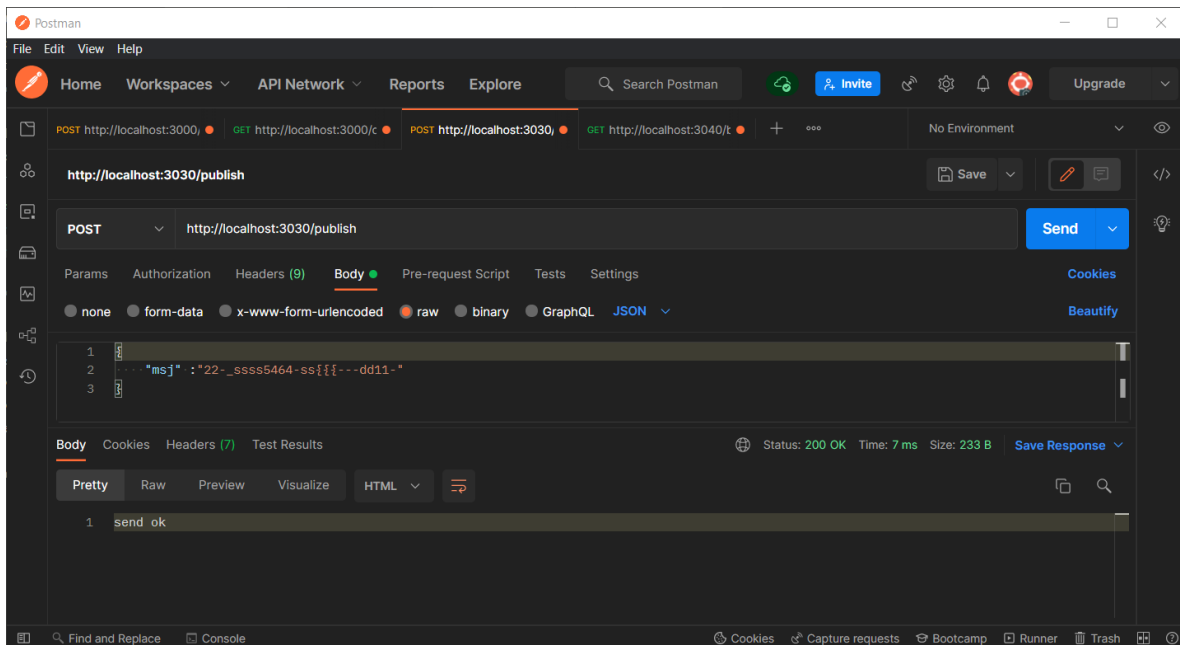 Postman
File Edit View Help
Home Workspaces API Network Reports Explore Search Postman Invite Upgrade
POST http://localhost:3000/ GET http://localhost:3000/c POST http://localhost:3030/ GET http://localhost:3040/t No Environment
http://localhost:3030/publish Save
POST http://localhost:3030/publish Send
Params Authorization Headers (9) Body Pre-request Script Tests Settings Cookies
none form-data x-www-form-urlencoded raw binary GraphQL JSON Beautify
1 {
2 "msj" :"22-_ssss5464-ss{{{---dd11-"
3 }
Body Cookies Headers (7) Test Results Status: 200 OK Time: 7 ms Size: 233 B Save Response
Pretty Raw Preview Visualize HTML
1 send ok
Find and Replace Console Cookies Capture requests Bootcamp Runner Trash